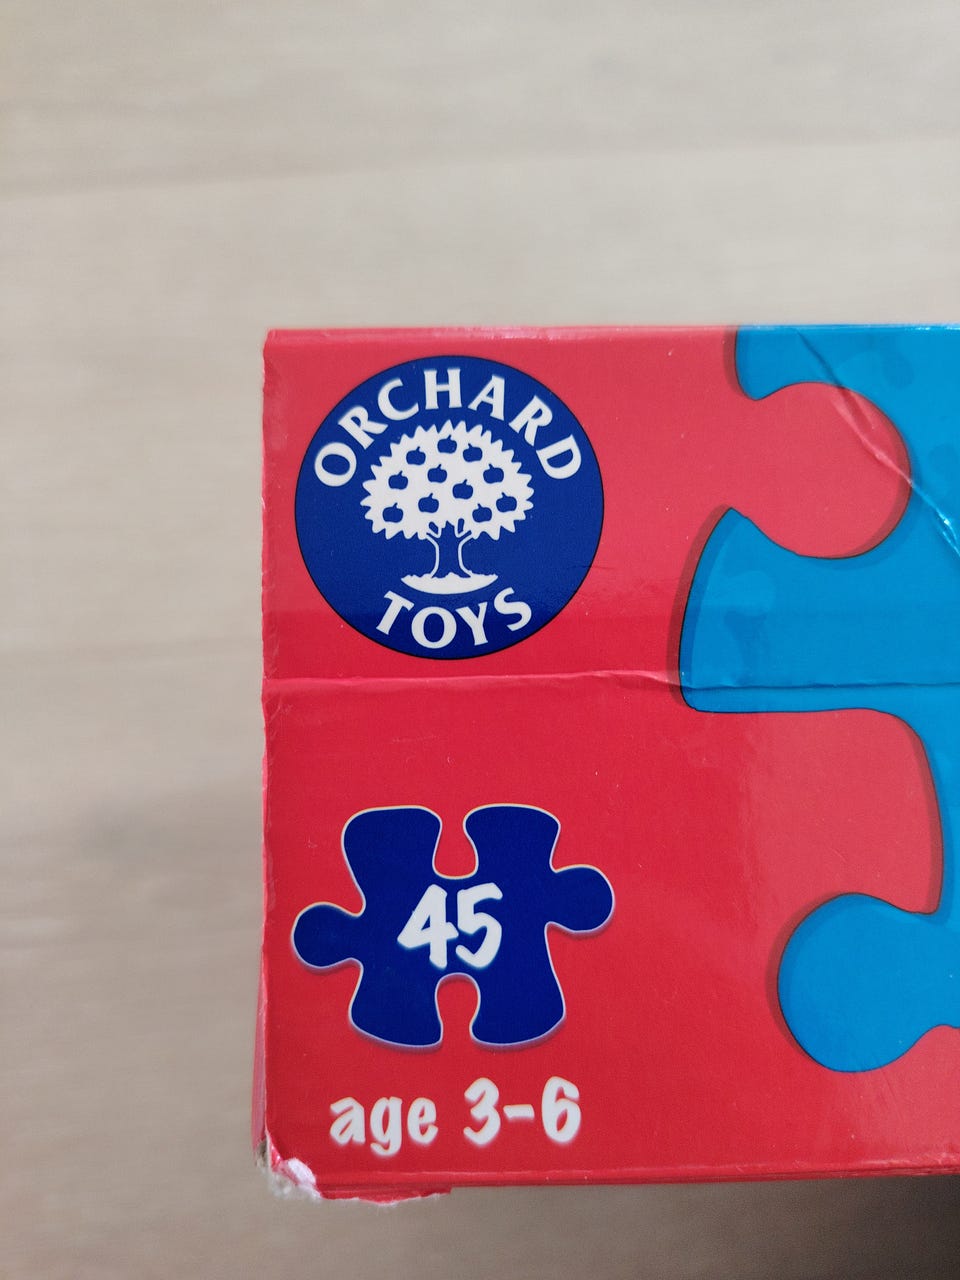 ORCHARD
TOYS
45
age 3-6